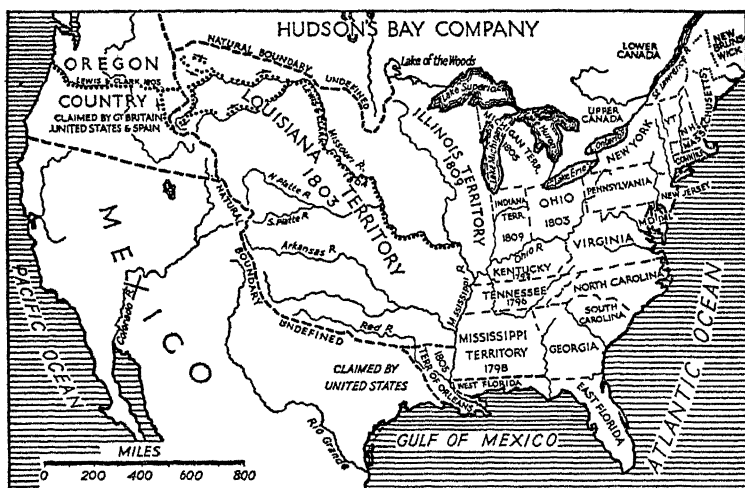 HUDSON'S BAY COMPANY
NATURAL BOUNDARY UNDEFINED
Lake of the Woods
LOWER CANADA
NEW BRUNSWICK
St Lawrence R.
OREGON
LEWIS & CLARK 1805
COUNTRY
CLAIMED BY GT BRITAIN
UNITED STATES & SPAIN
LOUISIANA
1803
TERRITORY
Missouri R.
Lake Superior
UPPER CANADA
MICHIGAN TERR.
1805
Lake Michigan
Huron
ILLINOIS TERRITORY
1809
Ontario
Lake Erie
NEW YORK
VT
N.H.
MASSACHUSETTS
CONN.
PENNSYLVANIA
NEW JERSEY
INDIANA
TERR.
1809
OHIO
1803
N. Platte R
S. Platte R
Arkansas R.
Ohio R
VIRGINIA
KENTUCKY
TENNESSEE
1796
NORTH CAROLINA
SOUTH
CAROLINA
Mississippi R.
MEXICO
Colorado R.
NATURAL BOUNDARY UNDEFINED
Red R.
MISSISSIPPI
TERRITORY
1798
GEORGIA
1805
TERR OF ORLEANS
WEST FLORIDA
EAST FLORIDA
CLAIMED BY
UNITED STATES
Rio Grande
GULF OF MEXICO
PACIFIC OCEAN
ATLANTIC OCEAN
MILES
0 200 400 600 800